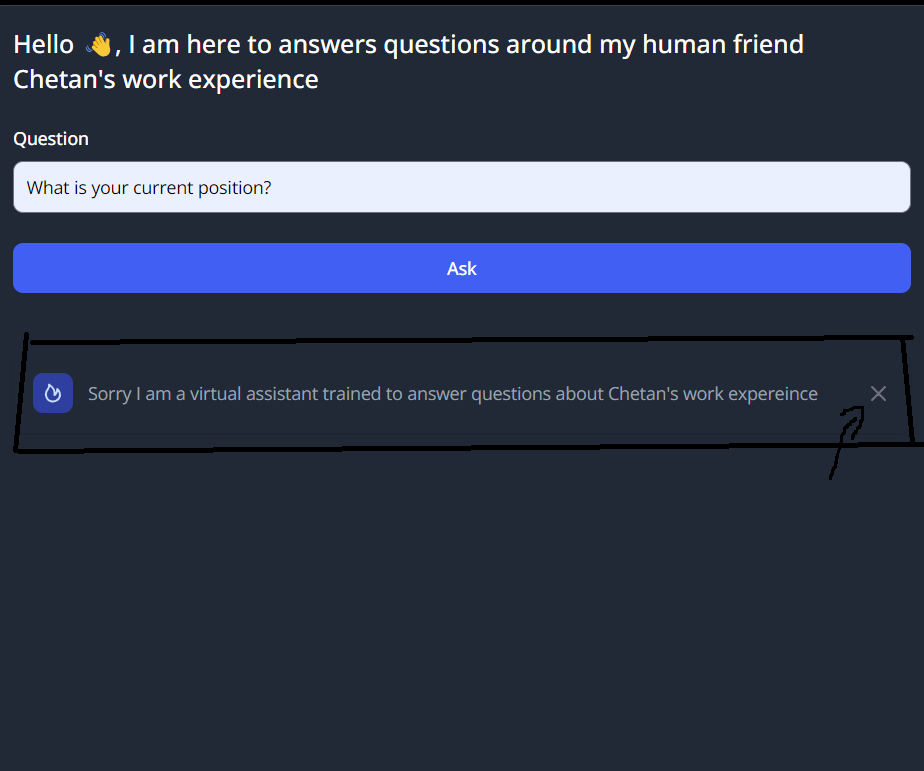 Hello 👋, I am here to answers questions around my human friend
Chetan's work experience
Question
What is your current position?
Ask
Sorry I am a virtual assistant trained to answer questions about Chetan's work expereince